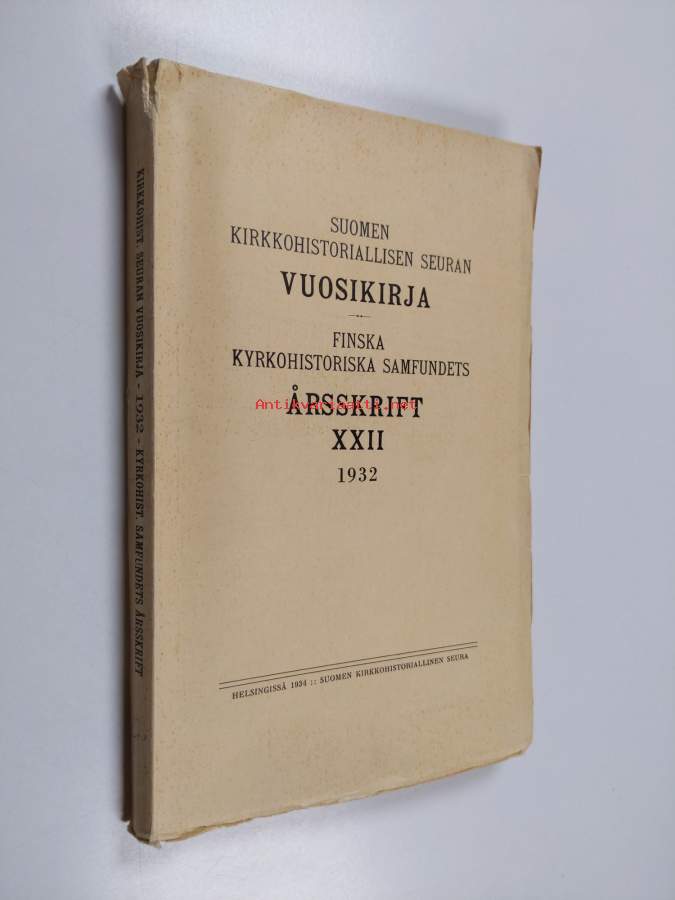 SUOMEN
KIRKKOHISTORIALLISEN SEURAN
VUOSIKIRJA
FINSKA
KYRKOHISTORISKA SAMFUNDETS
ÅRSSKRIFT
Antikvariaatti.net
XXII
1932
HELSINGISSÄ 1934 :: SUOMEN KIRKKOHISTORIALLINEN SEURA
KIRKKOHIST. SEURAN VUOSIKIRJA - 1932 - KYRKOHIST. SAMFUNDETS ÅRSSKRIFT